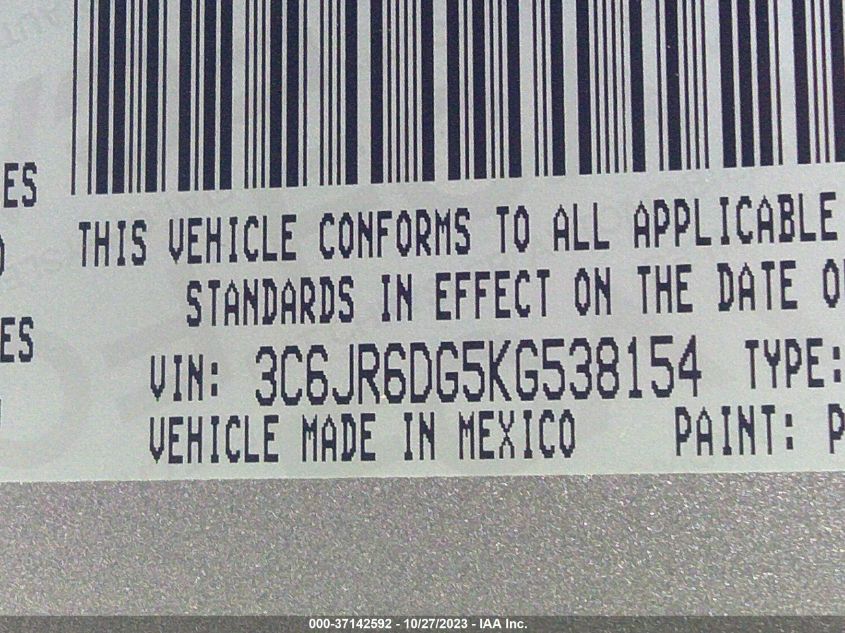 ES
THIS VEHICLE CONFORMS TO ALL APPLICABLE
STANDARDS IN EFFECT ON THE DATE
ES
VIN: 3C6JR6DG5KG538154 TYPE:
VEHICLE MADE IN MEXICO PAINT: P
000-37142592 - 10/27/2023 - IAA Inc.